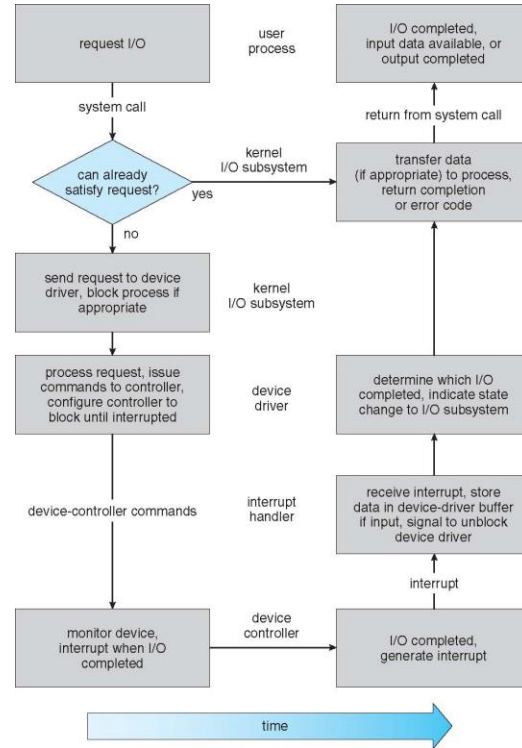 request I/O
user
process
I/O completed,
input data available, or
output completed
system call
return from system call
can already
satisfy request?
yes
kernel
I/O subsystem
transfer data
(if appropriate) to process,
return completion
or error code
no
send request to device
driver, block process if
appropriate
kernel
I/O subsystem
process request, issue
commands to controller,
configure controller to
block until interrupted
device
driver
determine which I/O
completed, indicate state
change to I/O subsystem
device-controller commands
interrupt
handler
receive interrupt, store
data in device-driver buffer
if input, signal to unblock
device driver
interrupt
monitor device,
interrupt when I/O
completed
device
controller
I/O completed,
generate interrupt
time